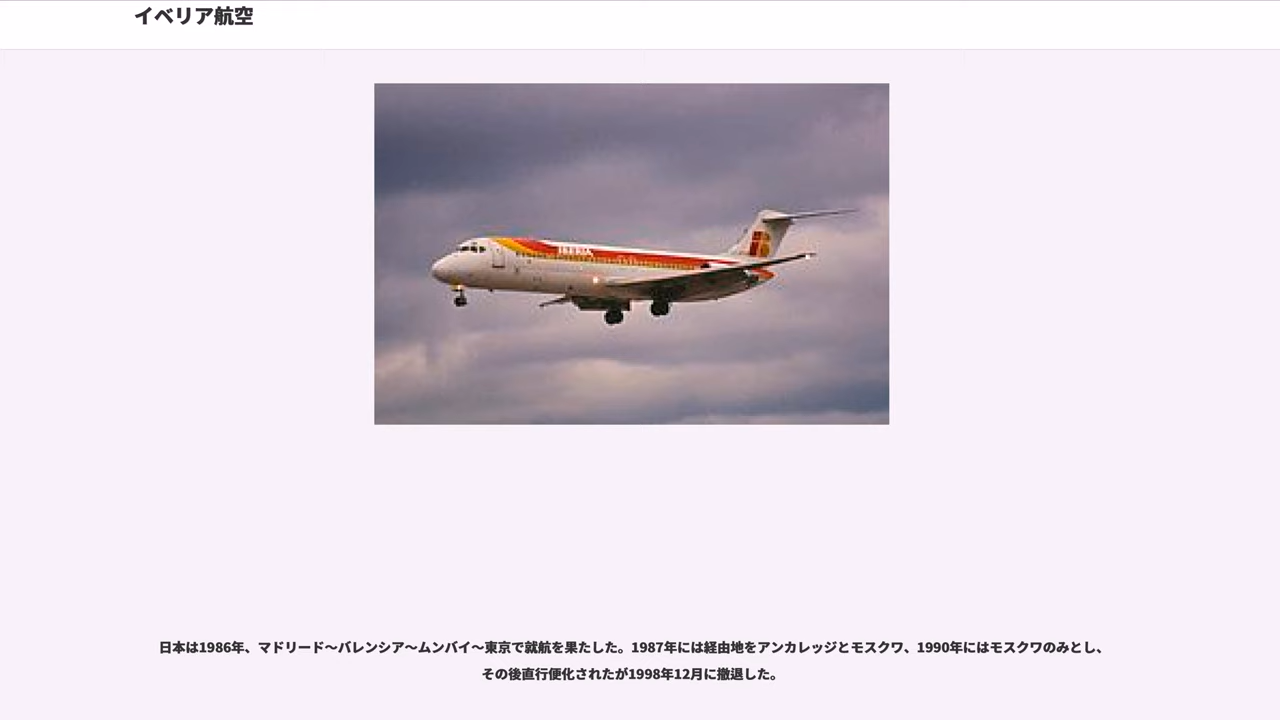 イベリア航空
IBERIA
日本は1986年、マドリード〜バレンシア〜ムンバイ〜東京で就航を果たした。1987年には経由地をアンカレッジとモスクワ、1990年にはモスクワのみとし、
その後直行便化されたが1998年12月に撤退した。